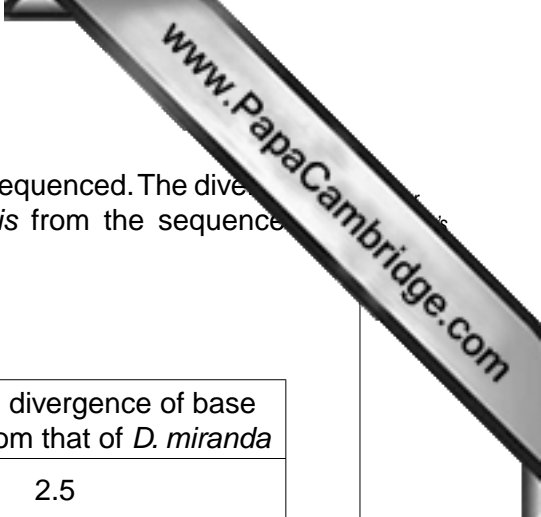 www.PapaCambridge.com
equenced. The dive
is from the sequence
divergence of base
om that of D. miranda
2.5